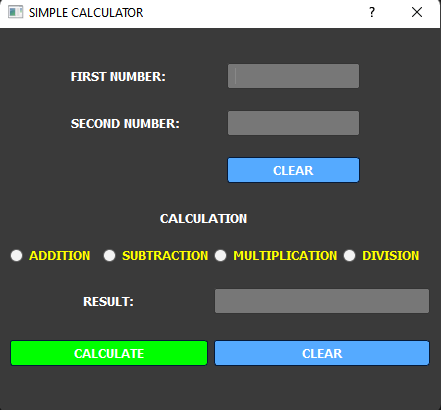 SIMPLE CALCULATOR ?
FIRST NUMBER:
SECOND NUMBER:
CLEAR
CALCULATION
ADDITION SUBTRACTION MULTIPLICATION DIVISION
RESULT:
CALCULATE CLEAR